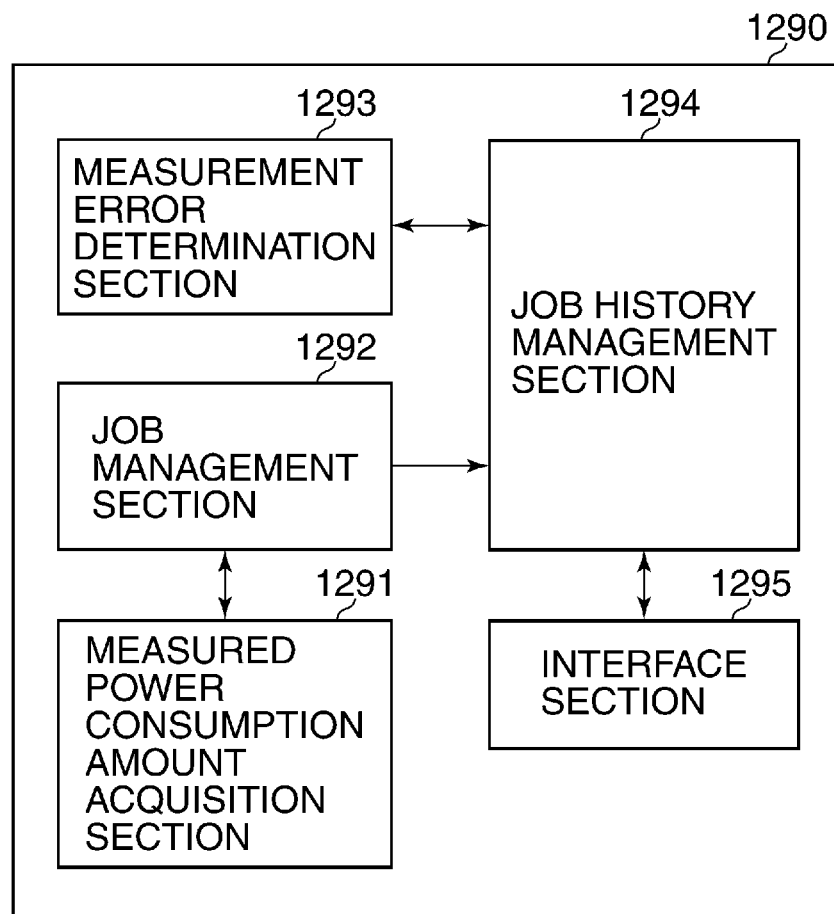 1290
1293
MEASUREMENT
ERROR
DETERMINATION
SECTION
1294
JOB HISTORY
MANAGEMENT
SECTION
1292
JOB
MANAGEMENT
SECTION
1291
MEASURED
POWER
CONSUMPTION
AMOUNT
ACQUISITION
SECTION
1295
INTERFACE
SECTION